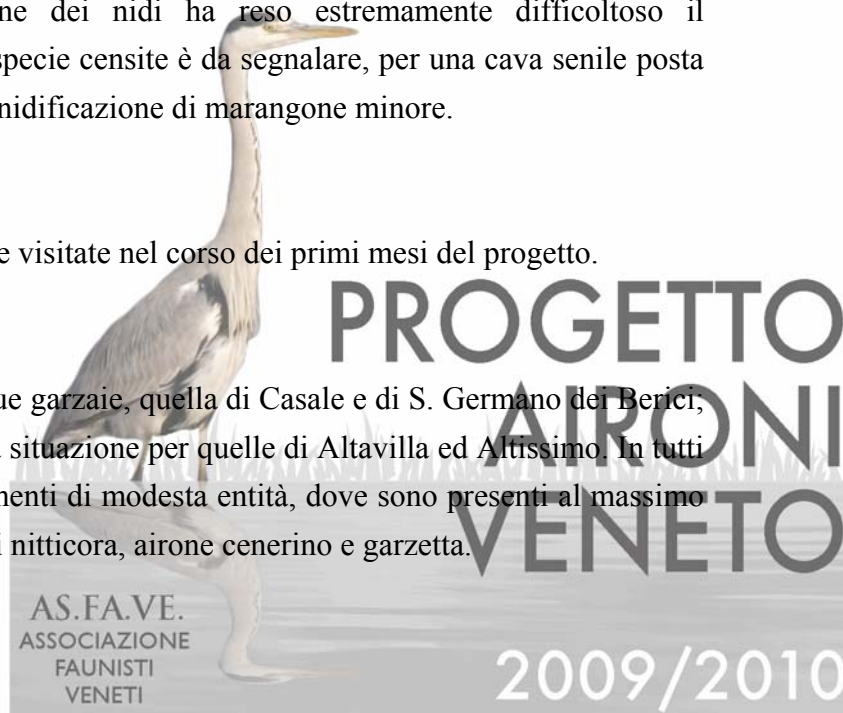 ne dei nidi ha reso estremamente difficoltoso il
specie censite è da segnalare, per una cava senile posta
nidificazione di marangone minore.
e visitate nel corso dei primi mesi del progetto.
PROGETTO
ue garzaie, quella di Casale e di S. Germano dei Berici;
AIRONI
situazione per quelle di Altavilla ed Altissimo. In tutti
menti di modesta entità, dove sono presenti al massimo
VENETO
i nitticora, airone cenerino e garzetta.
AS.FA.VE.
ASSOCIAZIONE
FAUNISTI
VENETI
2009/2010